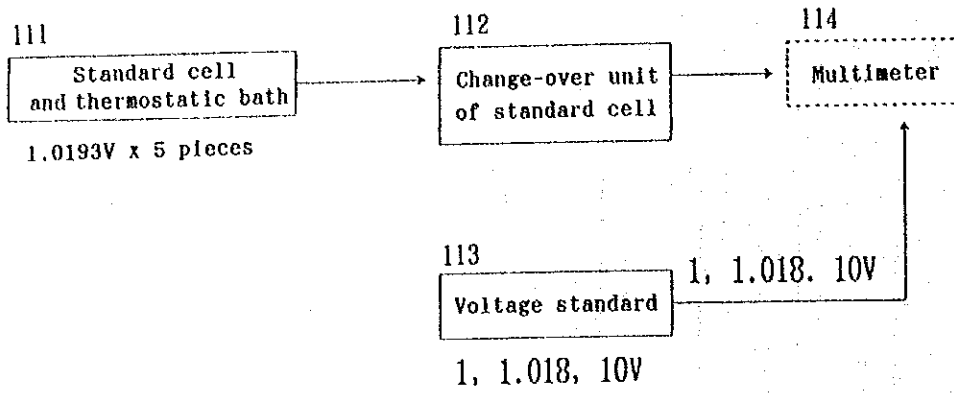 111
Standard cell
and thermostatic bath
1.0193V x 5 pieces
112
Change-over unit
of standard cell
114
Multimeter
113
Voltage standard
1, 1.018. 10V
1, 1.018, 10V